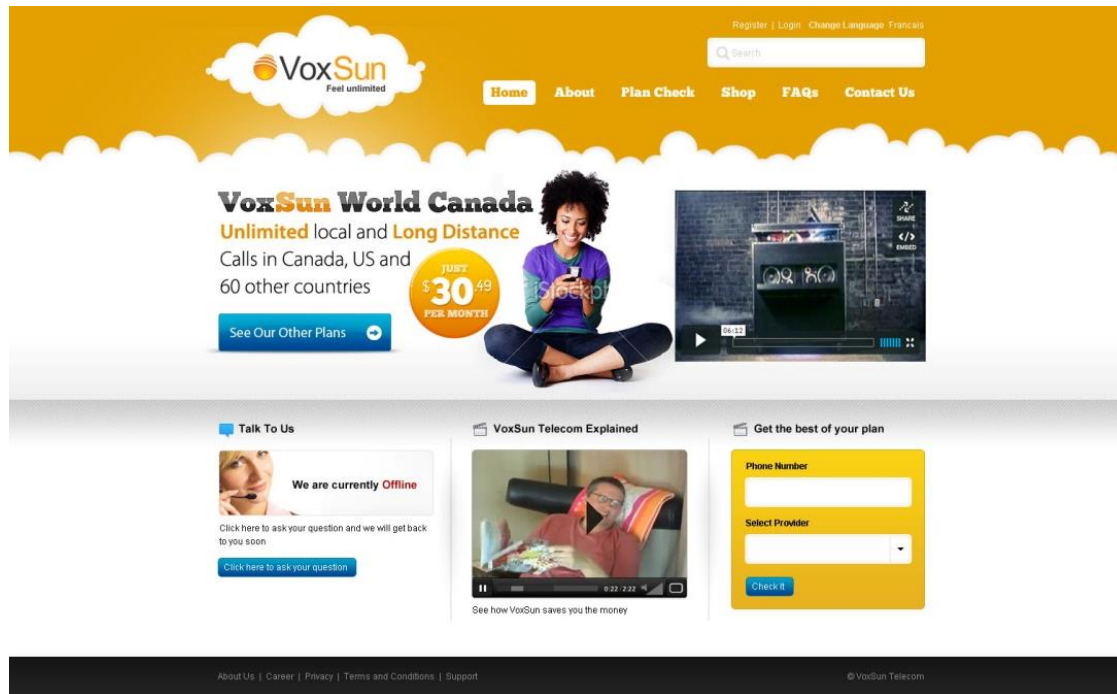 Register | Login Change Language Francais
VoxSun
Feel unlimited
Search
Home About Plan Check Shop FAQs Contact Us
VoxSun World Canada
Unlimited local and Long Distance
Calls in Canada, US and
60 other countries
JUST
$30.49
PER MONTH
See Our Other Plans
iStockph
SHARE
EMBED
06:12
Talk To Us
We are currently Offline
Click here to ask your question and we will get back
to you soon
Click here to ask your question
VoxSun Telecom Explained
0:22 / 2:22
See how VoxSun saves you the money
Get the best of your plan
Phone Number
Select Provider
Check it
About Us | Career | Privacy | Terms and Conditions | Support
© VoxSun Telecom